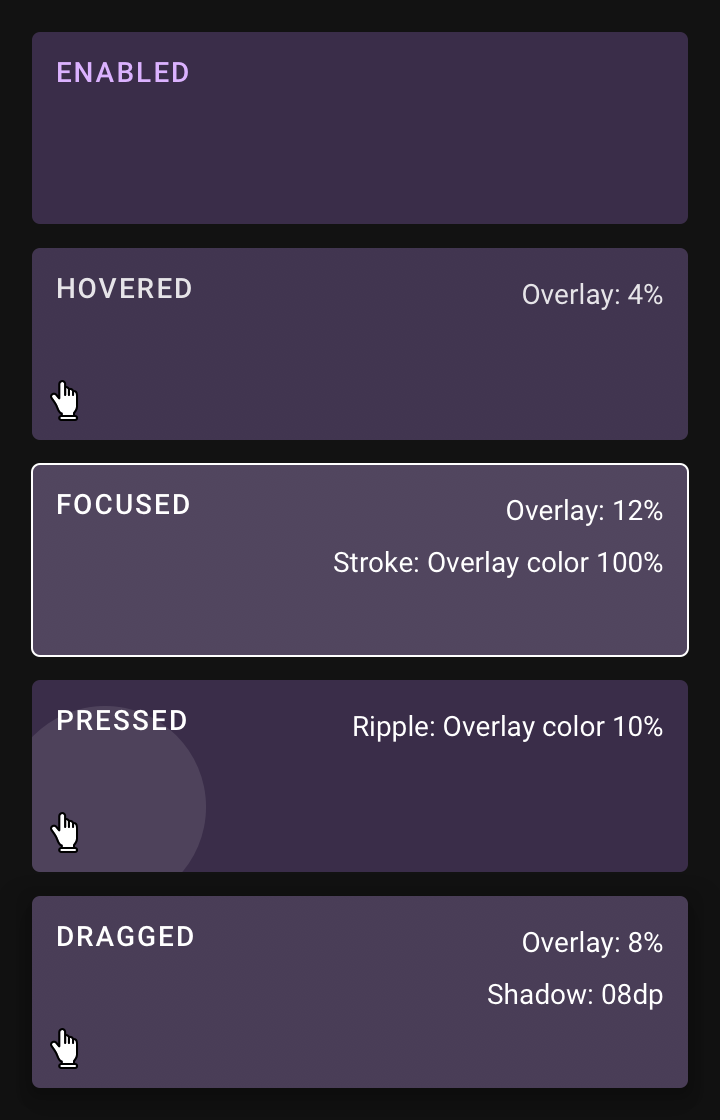 ENABLED
HOVERED
Overlay: 4%
FOCUSED
Overlay: 12%
Stroke: Overlay color 100%
PRESSED
Ripple: Overlay color 10%
DRAGGED
Overlay: 8%
Shadow: 08dp